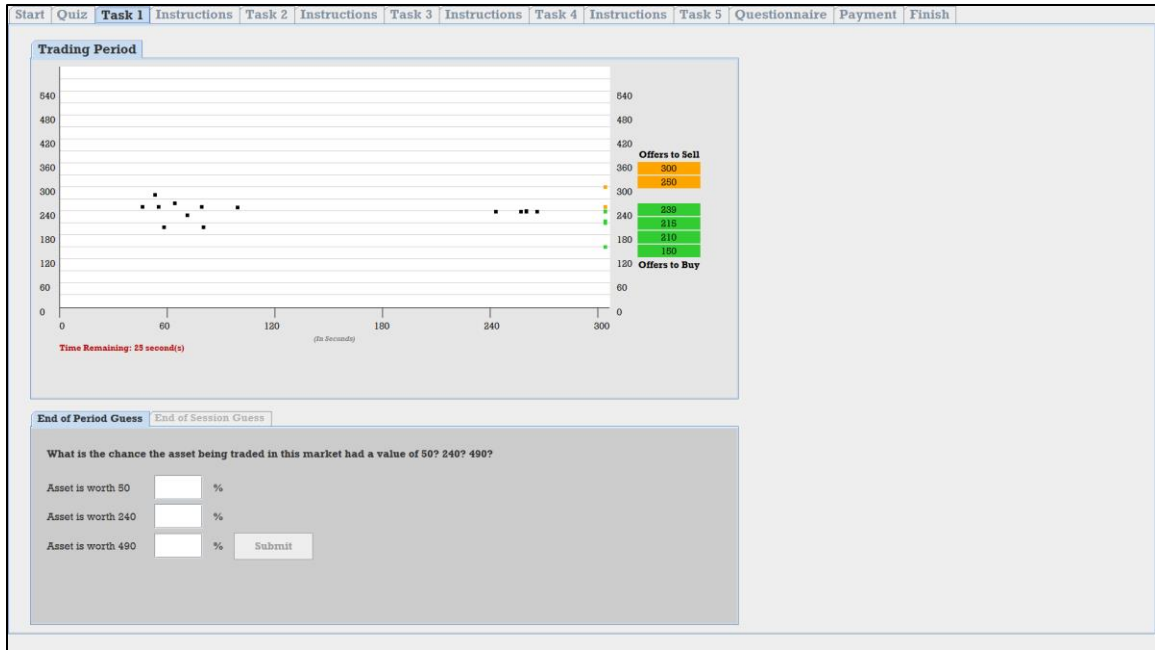 Start Quiz Task 1 Instructions Task 2 Instructions Task 3 Instructions Task 4 Instructions Task 5 Questionnaire Payment Finish
Trading Period
540 540
480 480
420 420
Offers to Sell
360 360 300
250
300 300
239
240 240 215
180 180 210
150
120 120 Offers to Buy
60 60
0 0
0 60 120 180 240 300
(In Seconds)
Time Remaining: 25 second(s)
End of Period Guess End of Session Guess
What is the chance the asset being traded in this market had a value of 50? 240? 490?
Asset is worth 50 %
Asset is worth 240 %
Asset is worth 490 % Submit